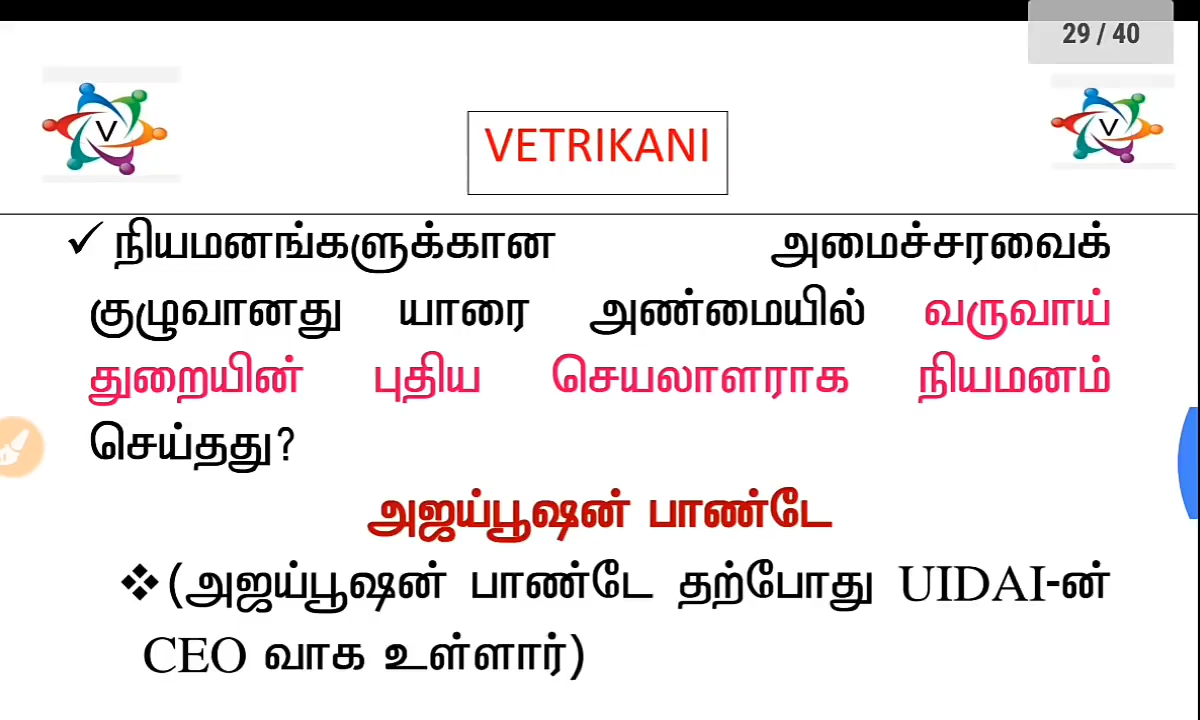 29 / 40
V
VETRIKANI
V
✓ நியமனங்களுக்கான அமைச்சரவைக்
குழுவானது யாரை அண்மையில் வருவாய்
துறையின் புதிய செயலாளராக நியமனம்
செய்தது?
அஜய்பூஷன் பாண்டே
❖(அஜய்பூஷன் பாண்டே தற்போது UIDAI-ன்
CEO வாக உள்ளார்)